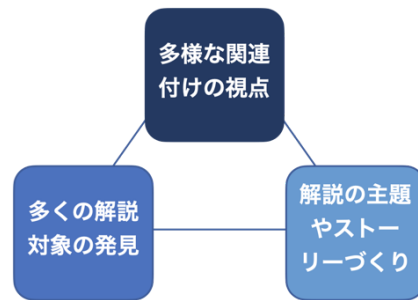 多様な関連
付けの視点
多くの解説
対象の発見
解説の主題
やストー
リーづくり